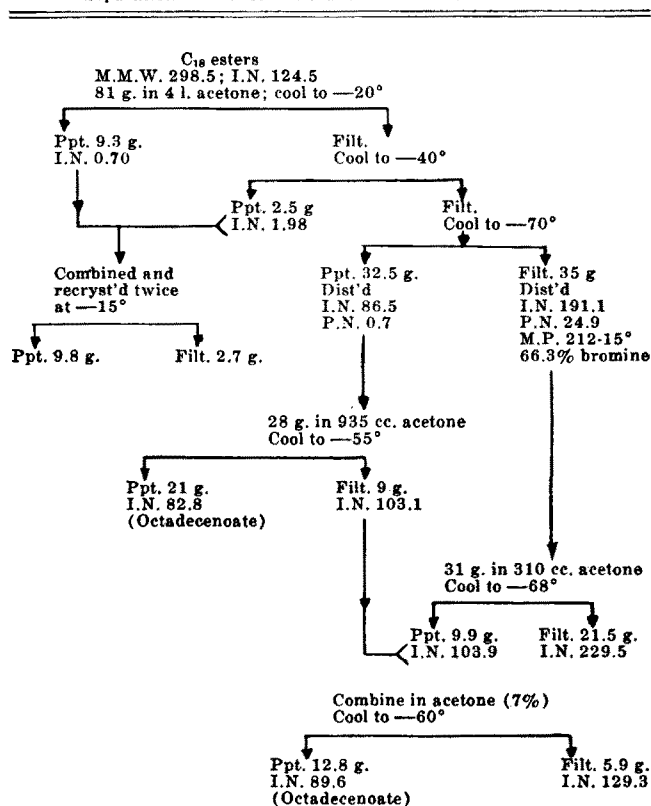 C₁₈ esters
M.M.W. 298.5; I.N. 124.5
81 g. in 4 l. acetone; cool to —20°
Ppt. 9.3 g.
I.N. 0.70
Filt.
Cool to —40°
Ppt. 2.5 g
I.N. 1.98
Filt.
Cool to —70°
Combined and
recryst'd twice
at —15°
Ppt. 9.8 g.
Filt. 2.7 g.
Ppt. 32.5 g.
Dist'd
I.N. 86.5
P.N. 0.7
Filt. 35 g
Dist'd
I.N. 191.1
P.N. 24.9
M.P. 212-15°
66.3% bromine
28 g. in 935 cc. acetone
Cool to —55°
Ppt. 21 g.
I.N. 82.8
(Octadecenoate)
Filt. 9 g.
I.N. 103.1
31 g. in 310 cc. acetone
Cool to —68°
Ppt. 9.9 g.
I.N. 103.9
Filt. 21.5 g.
I.N. 229.5
Combine in acetone (7%)
Cool to —60°
Ppt. 12.8 g.
I.N. 89.6
(Octadecenoate)
Filt. 5.9 g.
I.N. 129.3